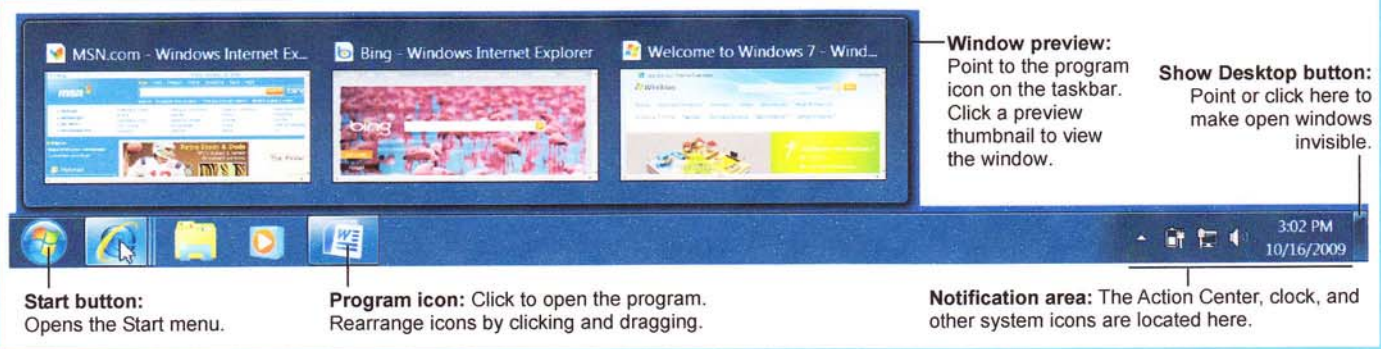 MSN.com - Windows Internet Ex...
Bing - Windows Internet Explorer
Welcome to Windows 7 - Wind...
msn
bing
Windows
Window preview:
Point to the program
icon on the taskbar.
Click a preview
thumbnail to view
the window.
Show Desktop button:
Point or click here to
make open windows
invisible.
3:02 PM
10/16/2009
Start button:
Opens the Start menu.
Program icon: Click to open the program.
Rearrange icons by clicking and dragging.
Notification area: The Action Center, clock, and
other system icons are located here.